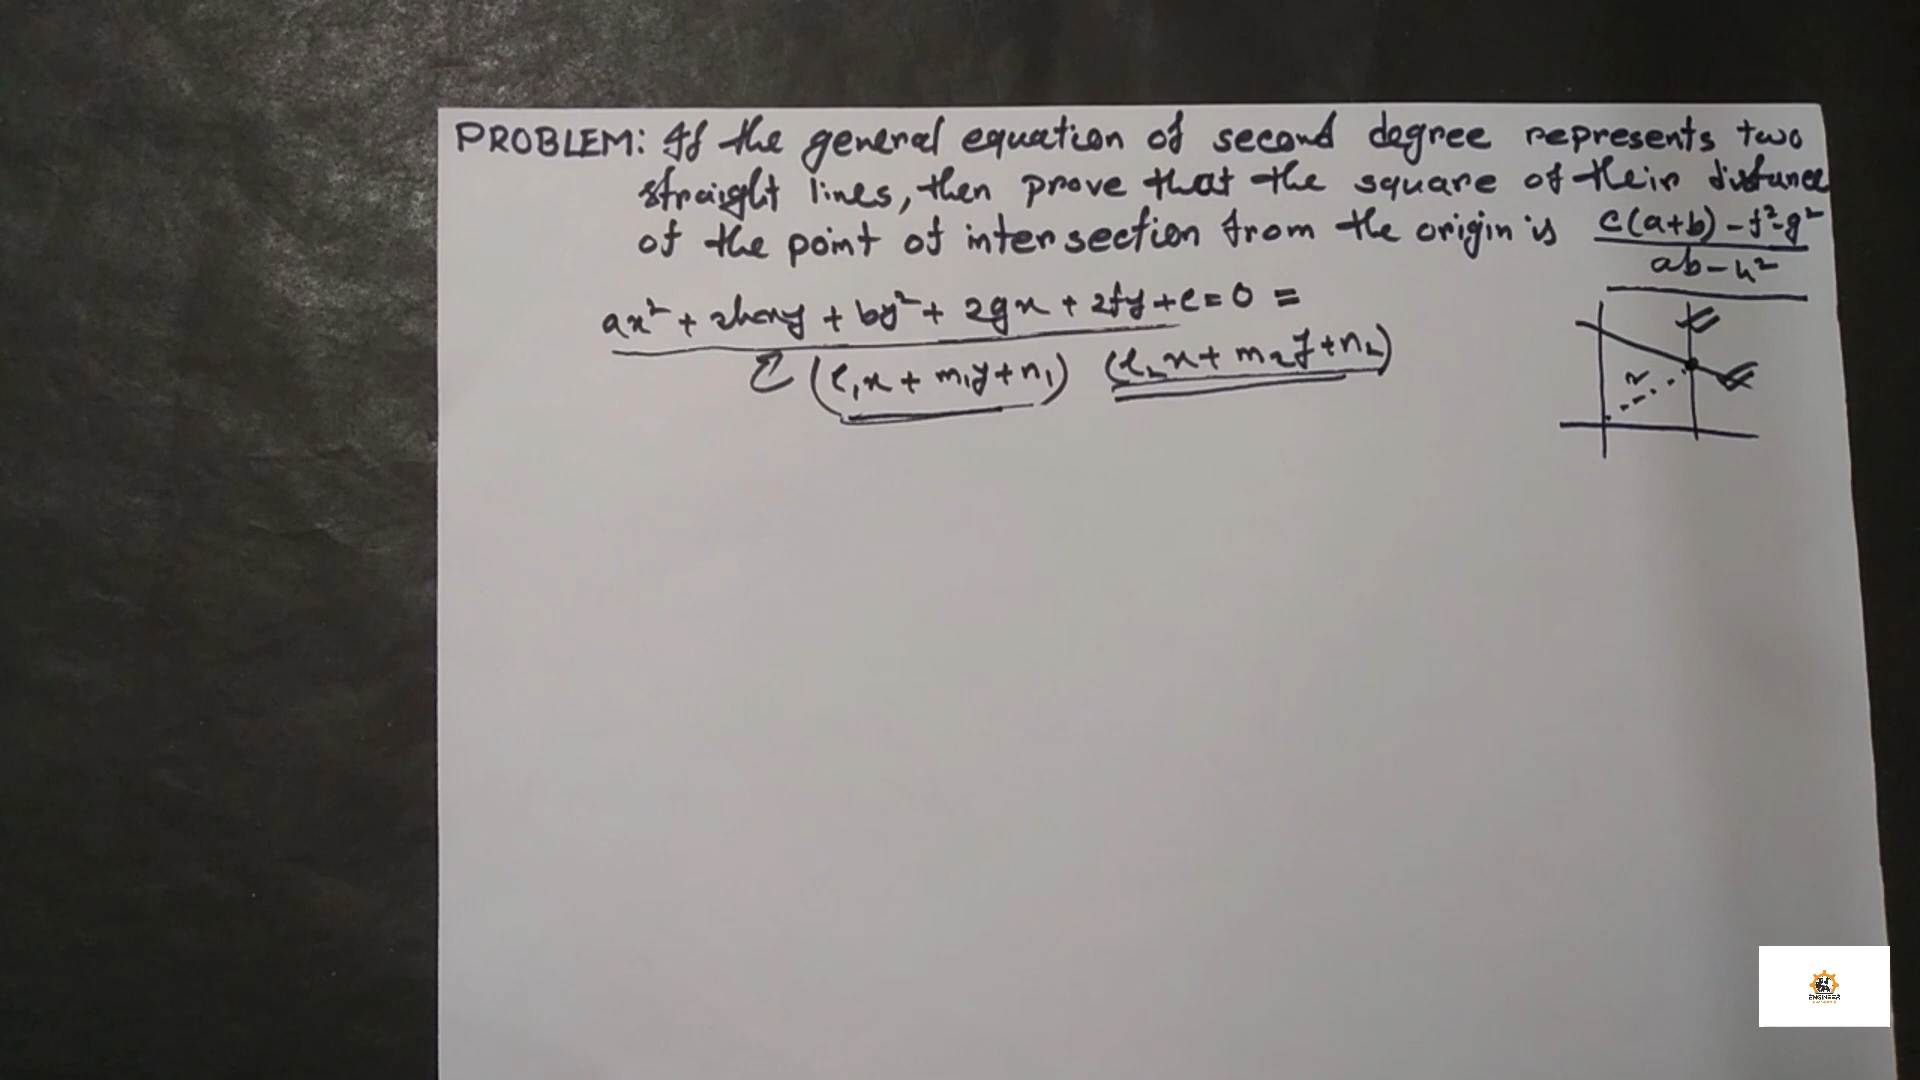 PROBLEM: If the general equation of second degree represents two
straight lines, then prove that the square of their distance
of the point of intersection from the origin is c(a+b)-f²-g² / ab-h²
ax² + 2hxy + by² + 2gx + 2fy + c = 0 =
(l₁x + m₁y + n₁) (l₂x + m₂y + n₂)
ENGINEER